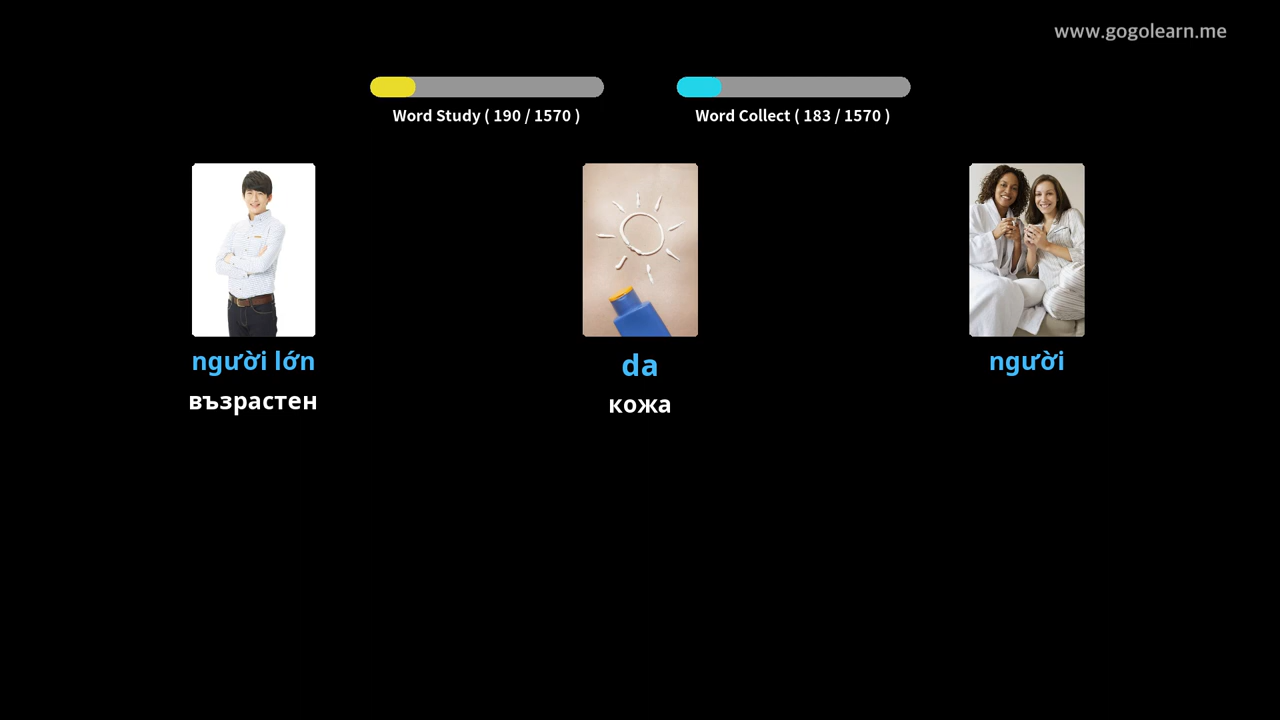 www.gogolearn.me
Word Study ( 190 / 1570 )
Word Collect ( 183 / 1570 )
người lớn
възрастен
da
кожа
người